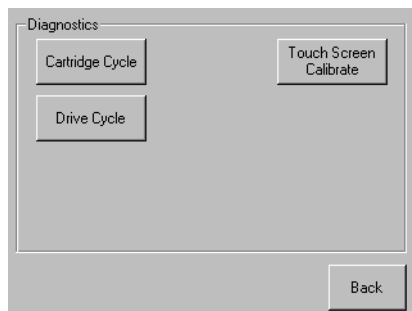 Diagnostics
Cartridge Cycle
Touch Screen
Calibrate
Drive Cycle
Back